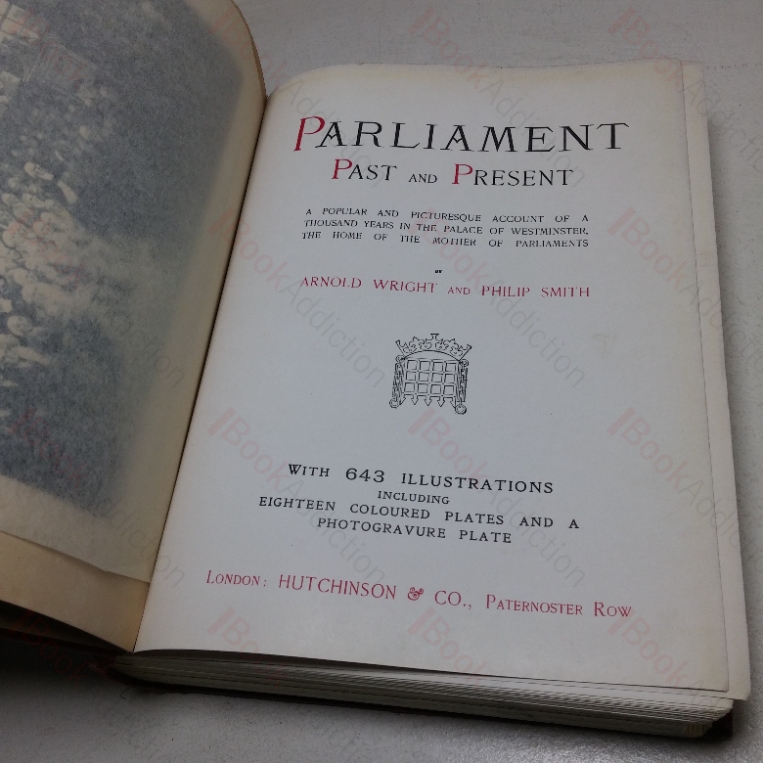 PARLIAMENT
PAST AND PRESENT
A POPULAR AND PICTURESQUE ACCOUNT OF A
THOUSAND YEARS IN THE PALACE OF WESTMINSTER,
THE HOME OF THE MOTHER OF PARLIAMENTS
BY
ARNOLD WRIGHT AND PHILIP SMITH
WITH 643 ILLUSTRATIONS
INCLUDING
EIGHTEEN COLOURED PLATES AND A
PHOTOGRAVURE PLATE
LONDON: HUTCHINSON & CO., PATERNOSTER ROW
BookAddiction